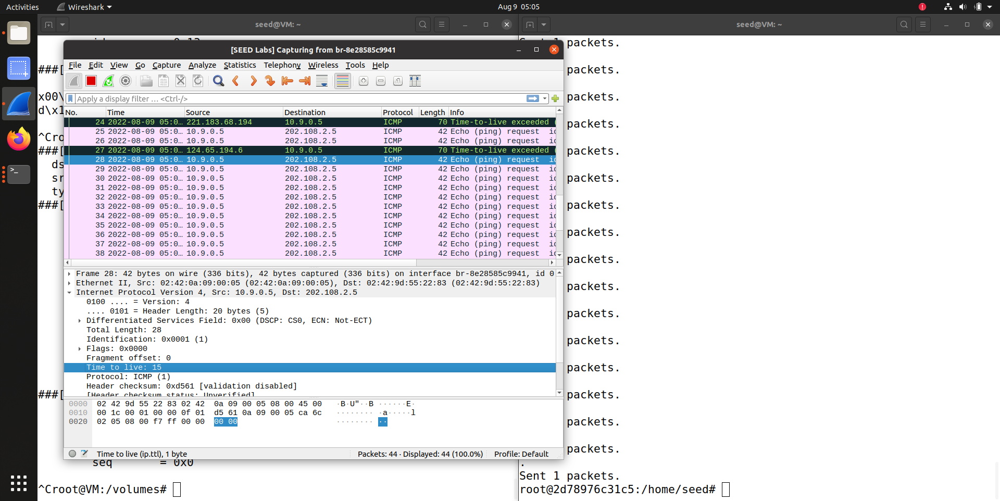 Activities Wireshark Aug 9 05:05
seed@VM: ~ seed@VM: ~
Sent 1 packets.
[SEED Labs] Capturing from br-8e28585c9941
File Edit View Go Capture Analyze Statistics Telephony Wireless Tools Help
###[ packets.
Apply a display filter … <Ctrl-/>
x00\ packets.
d\x1
No. Time Source Destination Protocol Length Info
24 2022-08-09 05:0… 221.183.68.194 10.9.0.5 ICMP 70 Time-to-live exceeded (
packets.
25 2022-08-09 05:0… 10.9.0.5 202.108.2.5 ICMP 42 Echo (ping) request id
^Cro
26 2022-08-09 05:0… 10.9.0.5 202.108.2.5 ICMP 42 Echo (ping) request id
###[
27 2022-08-09 05:0… 124.65.194.6 10.9.0.5 ICMP 70 Time-to-live exceeded (
packets.
28 2022-08-09 05:0… 10.9.0.5 202.108.2.5 ICMP 42 Echo (ping) request id
ds
29 2022-08-09 05:0… 10.9.0.5 202.108.2.5 ICMP 42 Echo (ping) request id
sr
30 2022-08-09 05:0… 10.9.0.5 202.108.2.5 ICMP 42 Echo (ping) request id
packets.
31 2022-08-09 05:0… 10.9.0.5 202.108.2.5 ICMP 42 Echo (ping) request id
ty
32 2022-08-09 05:0… 10.9.0.5 202.108.2.5 ICMP 42 Echo (ping) request id
###[
33 2022-08-09 05:0… 10.9.0.5 202.108.2.5 ICMP 42 Echo (ping) request id
packets.
34 2022-08-09 05:0… 10.9.0.5 202.108.2.5 ICMP 42 Echo (ping) request id
35 2022-08-09 05:0… 10.9.0.5 202.108.2.5 ICMP 42 Echo (ping) request id
packets.
36 2022-08-09 05:0… 10.9.0.5 202.108.2.5 ICMP 42 Echo (ping) request id
37 2022-08-09 05:0… 10.9.0.5 202.108.2.5 ICMP 42 Echo (ping) request id
38 2022-08-09 05:0… 10.9.0.5 202.108.2.5 ICMP 42 Echo (ping) request id
packets.
Frame 28: 42 bytes on wire (336 bits), 42 bytes captured (336 bits) on interface br-8e28585c9941, id 0
Ethernet II, Src: 02:42:0a:09:00:05 (02:42:0a:09:00:05), Dst: 02:42:9d:55:22:83 (02:42:9d:55:22:83)
packets.
Internet Protocol Version 4, Src: 10.9.0.5, Dst: 202.108.2.5
0100 .... = Version: 4
.... 0101 = Header Length: 20 bytes (5)
packets.
Differentiated Services Field: 0x00 (DSCP: CS0, ECN: Not-ECT)
Total Length: 28
Identification: 0x0001 (1)
packets.
Flags: 0x0000
Fragment offset: 0
Time to live: 15
packets.
Protocol: ICMP (1)
Header checksum: 0xd561 [validation disabled]
[Header checksum status: Unverified]
###[ packets.
0000 02 42 9d 55 22 83 02 42 0a 09 00 05 08 00 45 00 ·B·U"··B ······E·
0010 00 1c 00 01 00 00 0f 01 d5 61 0a 09 00 05 ca 6c ········ ·a·····l
0020 02 05 08 00 f7 ff 00 00 00 00 ········ ··
packets.
packets.
Time to live (ip.ttl), 1 byte Packets: 44 · Displayed: 44 (100.0%) Profile: Default
seq = 0x0 .
Sent 1 packets.
^Croot@VM:/volumes# root@2d78976c31c5:/home/seed#